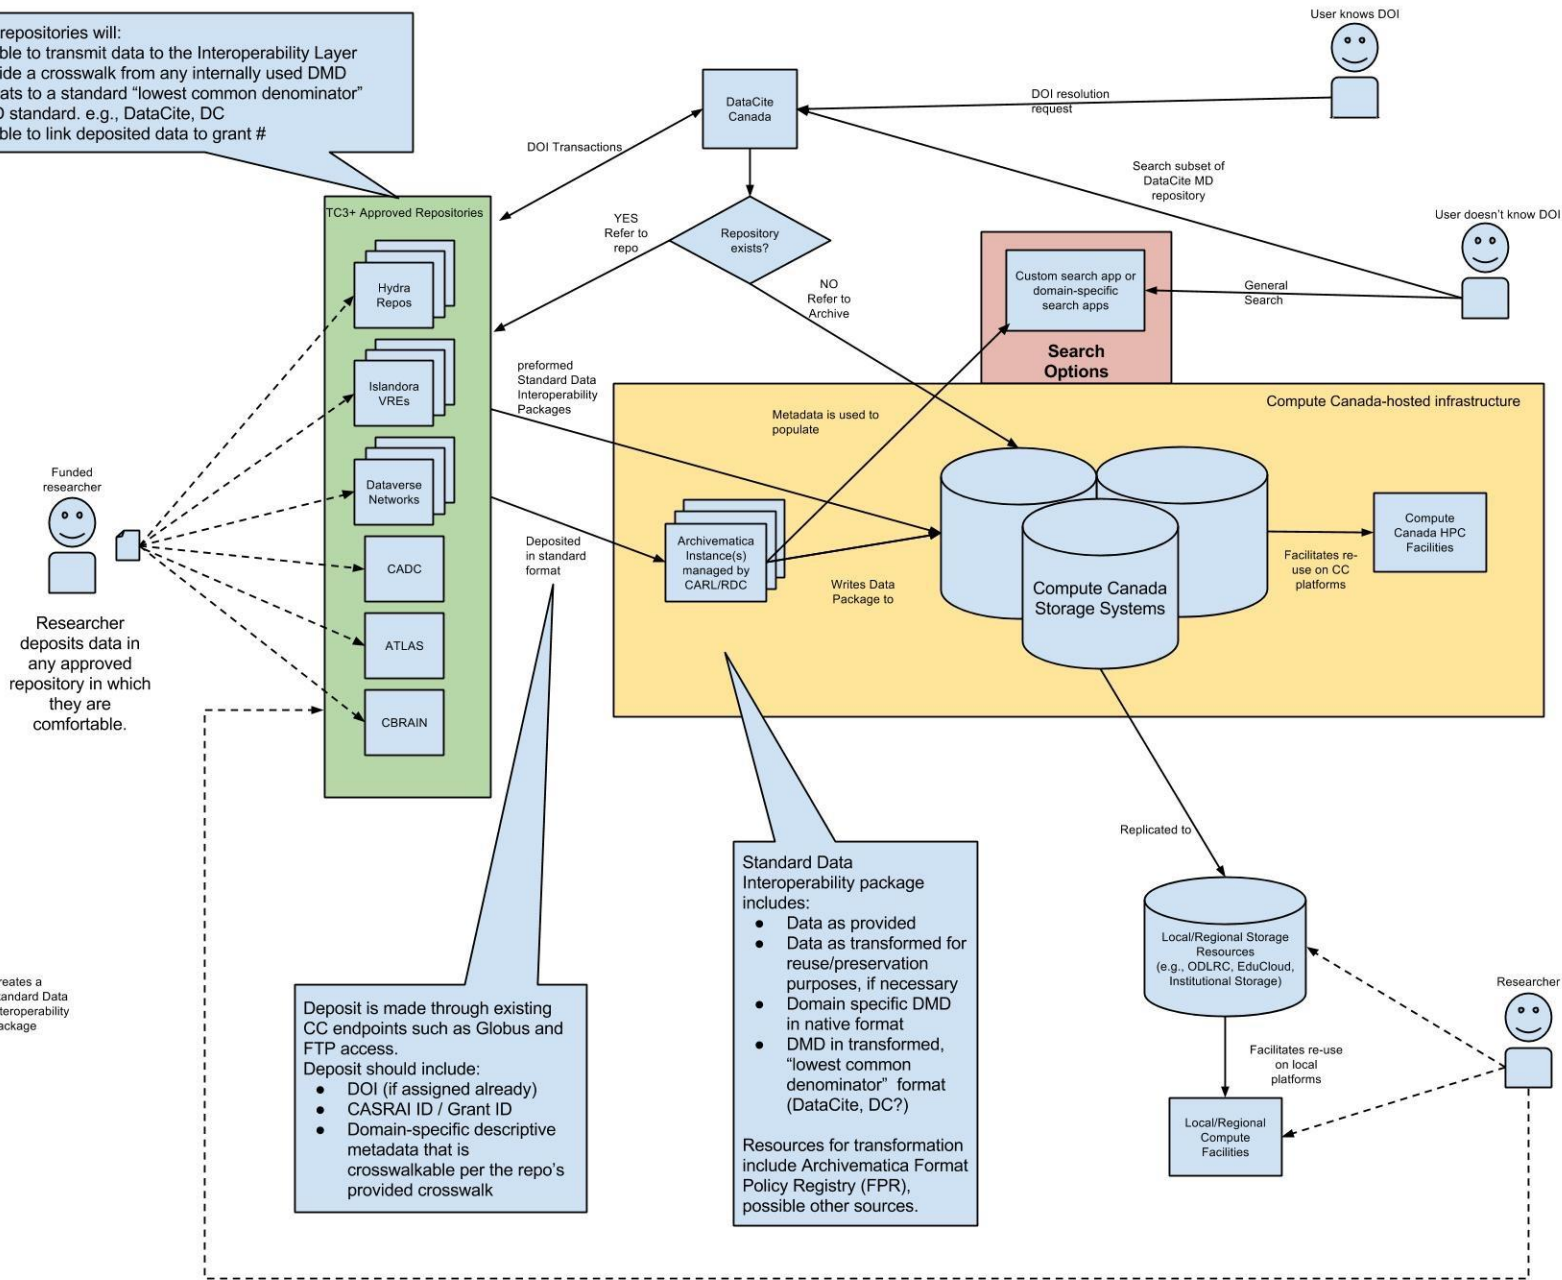 User knows DOI
repositories will:
ble to transmit data to the Interoperability Layer
ide a crosswalk from any internally used DMD
ats to a standard “lowest common denominator”
D standard. e.g., DataCite, DC
ble to link deposited data to grant #
DataCite
Canada
DOI resolution
request
DOI Transactions
Search subset of
DataCite MD
repository
User doesn’t know DOI
TC3+ Approved Repositories
YES
Refer to
repo
Repository
exists?
NO
Refer to
Archive
Custom search app or
domain-specific
search apps
General
Search
Search
Options
Hydra
Repos
Islandora
VREs
Dataverse
Networks
CADC
ATLAS
CBRAIN
preformed
Standard Data
Interoperability
Packages
Compute Canada-hosted infrastructure
Metadata is used to
populate
Funded
researcher
Researcher
deposits data in
any approved
repository in which
they are
comfortable.
Deposited
in standard
format
Archivematica
Instance(s)
managed by
CARL/RDC
Writes Data
Package to
Compute Canada
Storage Systems
Facilitates re-
use on CC
platforms
Compute
Canada HPC
Facilities
Replicated to
Standard Data
Interoperability package
includes:
● Data as provided
● Data as transformed for
reuse/preservation
purposes, if necessary
● Domain specific DMD
in native format
● DMD in transformed,
“lowest common
denominator” format
(DataCite, DC?)
Resources for transformation
include Archivematica Format
Policy Registry (FPR),
possible other sources.
Local/Regional Storage
Resources
(e.g., ODLRC, EduCloud,
Institutional Storage)
Researcher
reates a
tandard Data
teroperability
ackage
Deposit is made through existing
CC endpoints such as Globus and
FTP access.
Deposit should include:
● DOI (if assigned already)
● CASRAI ID / Grant ID
● Domain-specific descriptive
metadata that is
crosswalkable per the repo’s
provided crosswalk
Facilitates re-use
on local
platforms
Local/Regional
Compute
Facilities